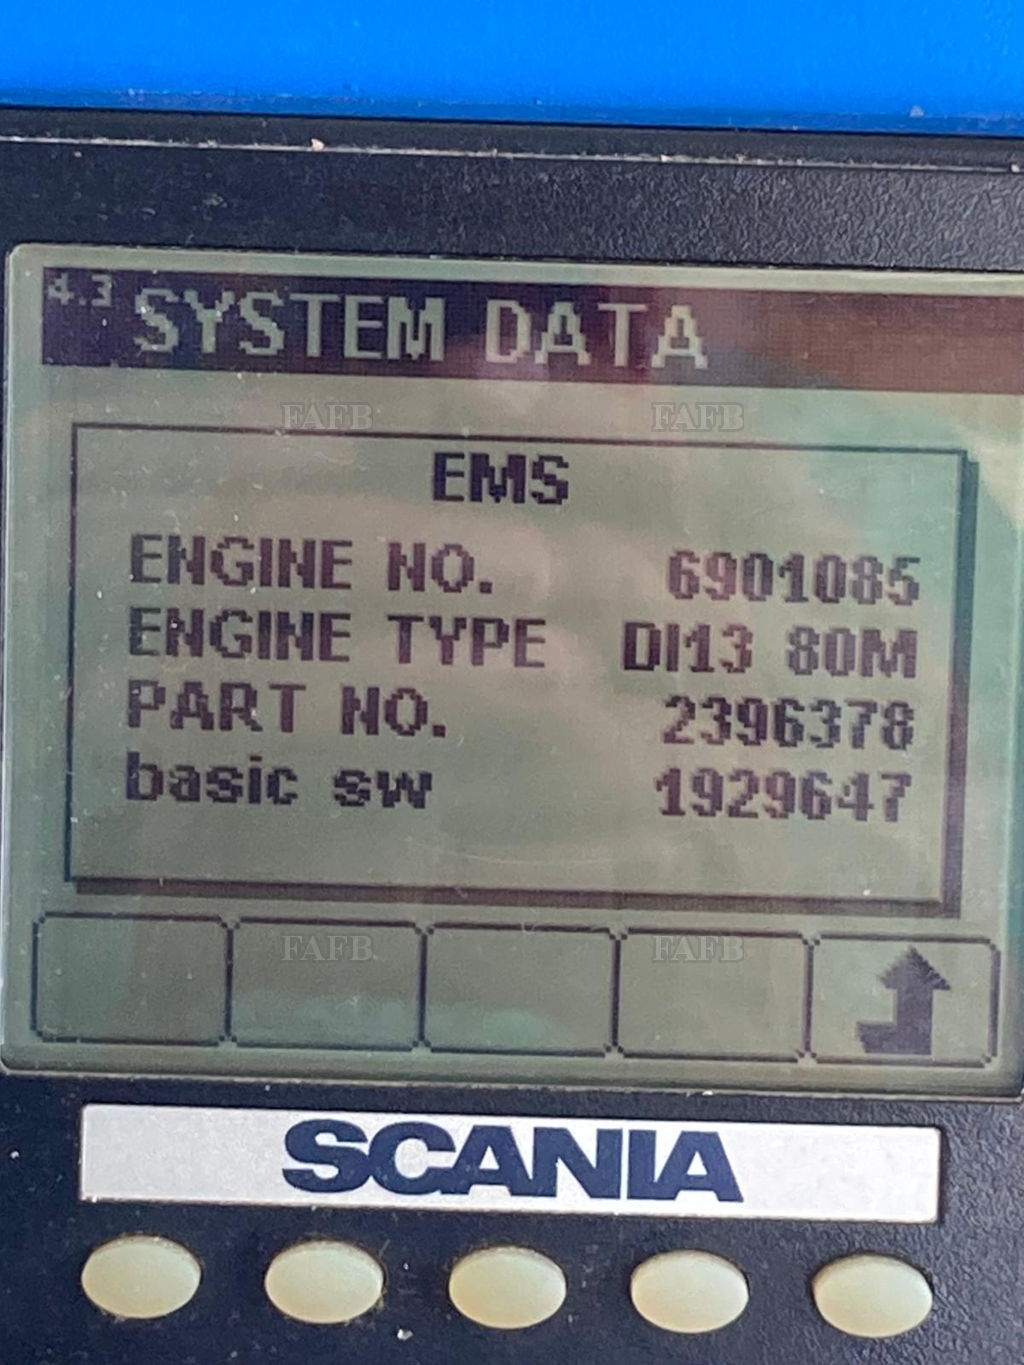 4.3 SYSTEM DATA
FAFB FAFB
EMS
ENGINE NO. 6901085
ENGINE TYPE DI13 80M
PART NO. 2396378
basic sw 1929647
FAFB FAFB
SCANIA